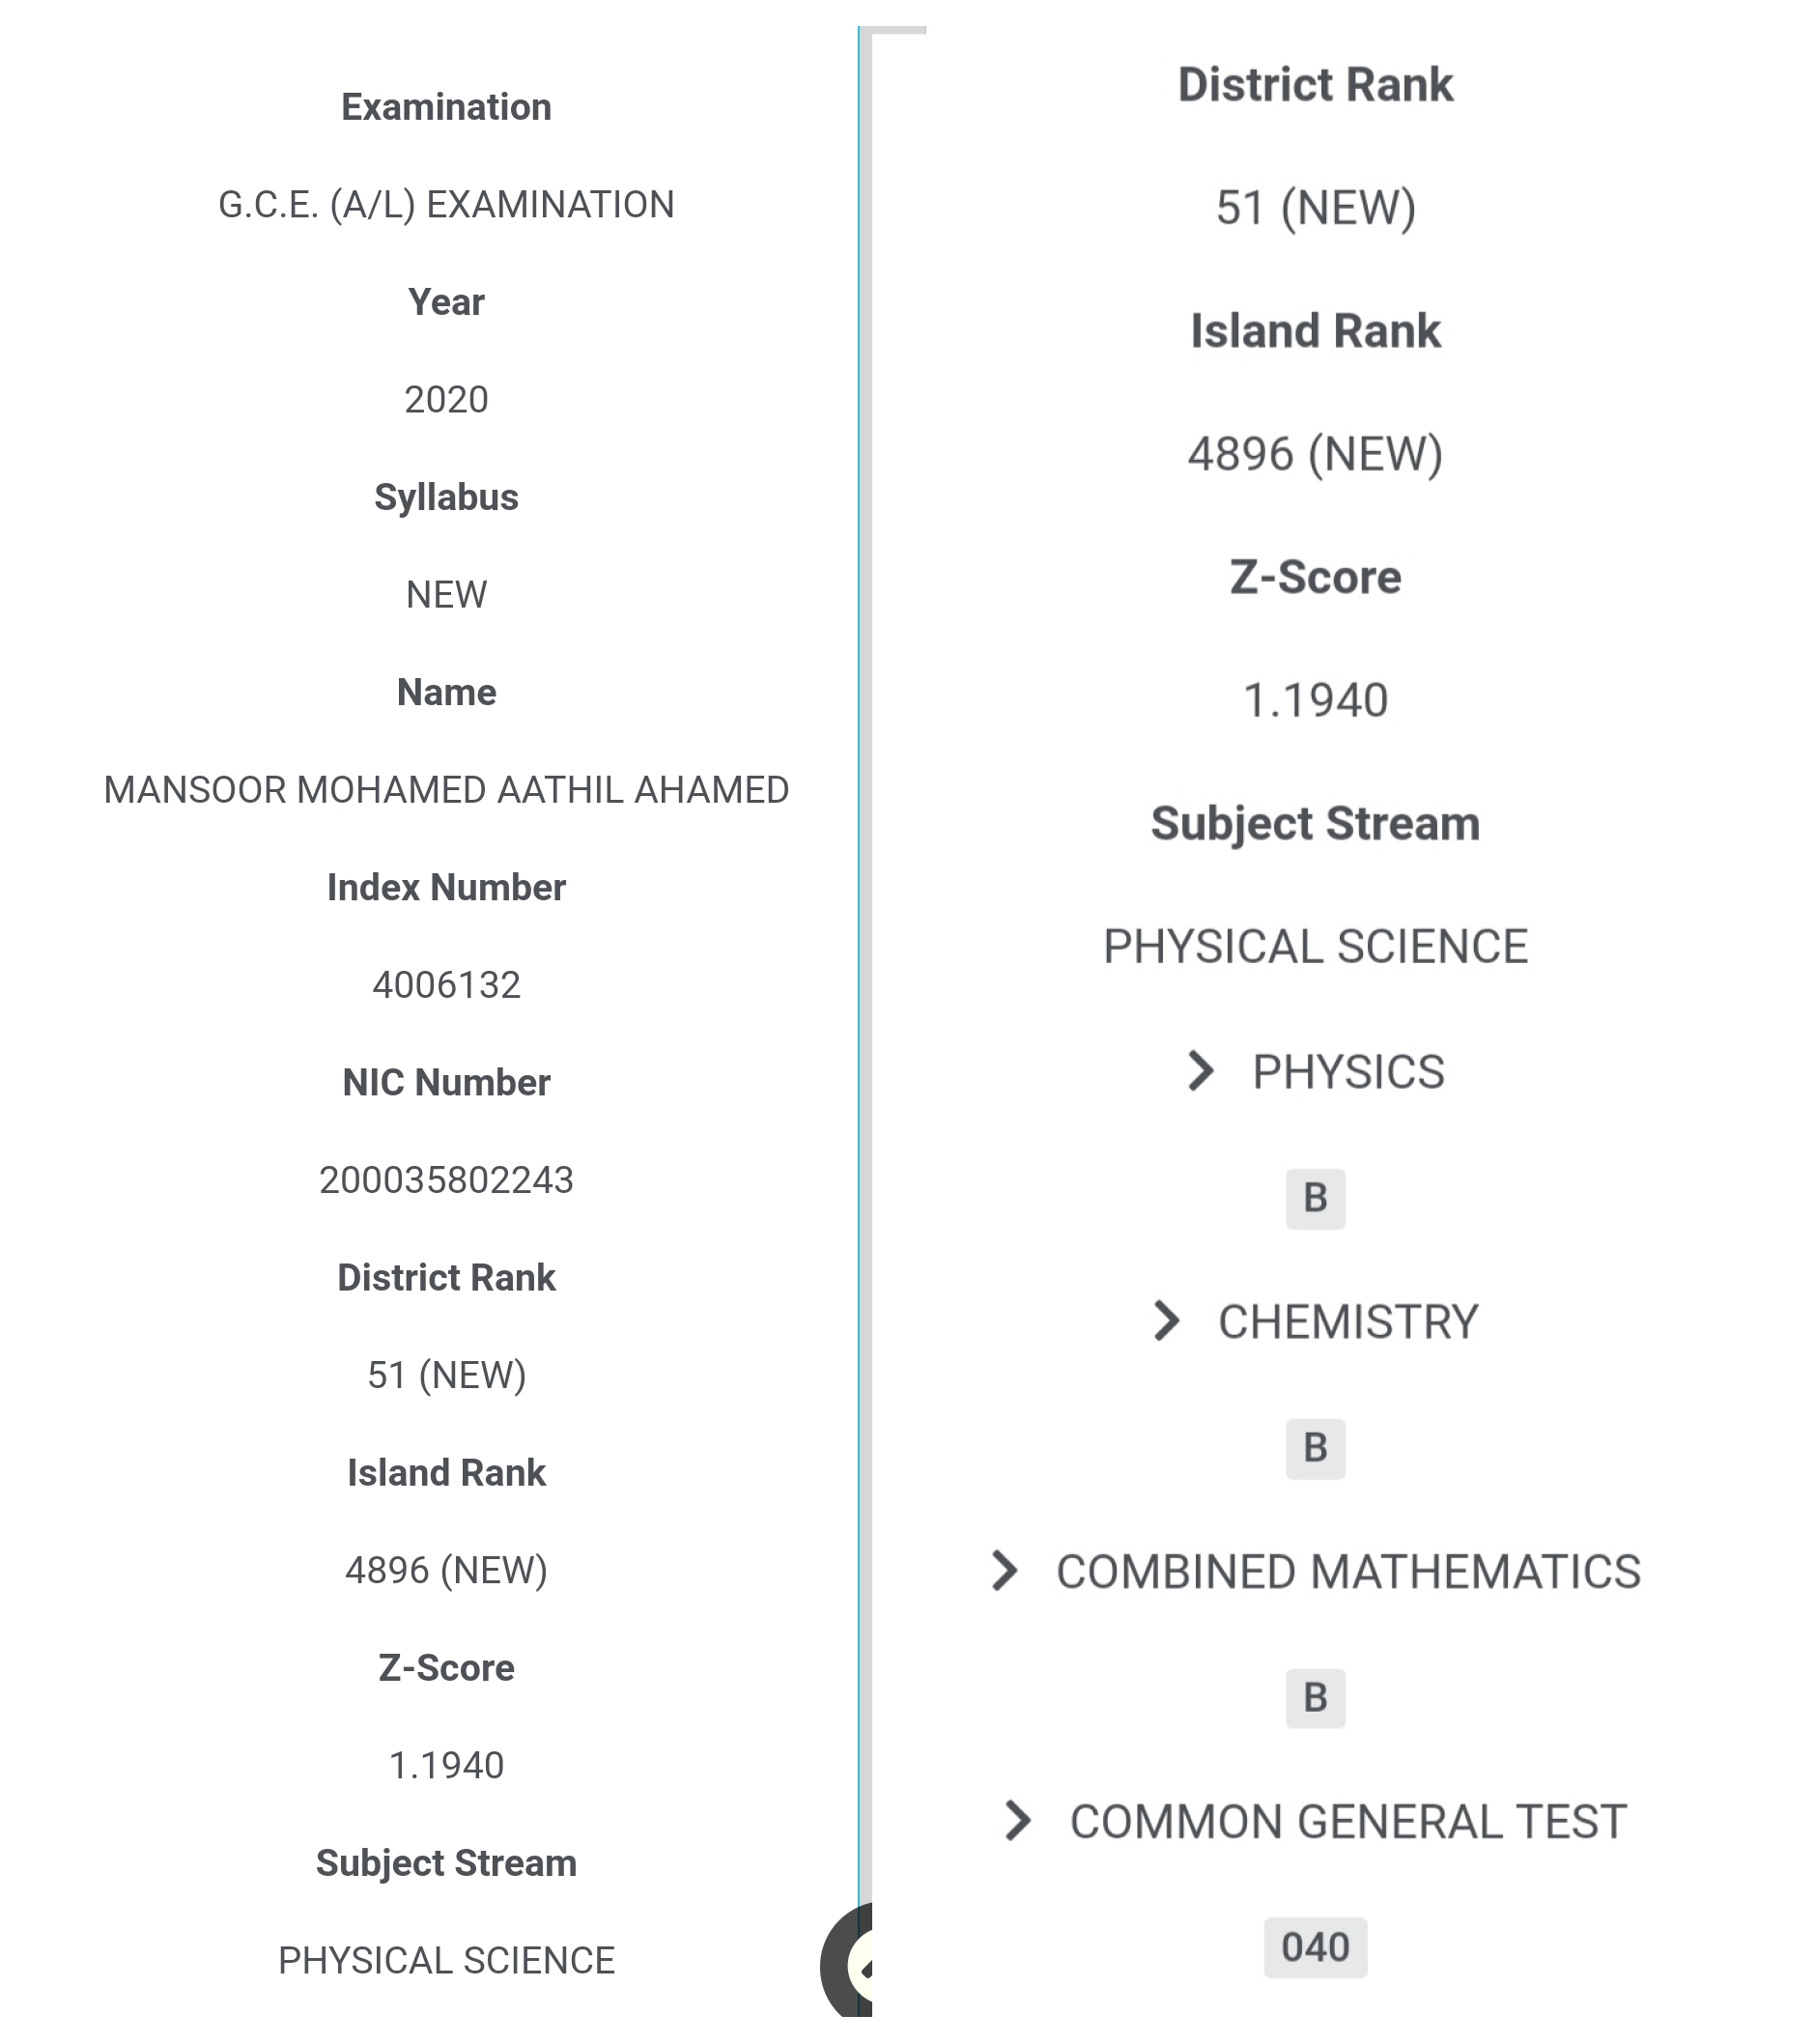 Examination
G.C.E. (A/L) EXAMINATION
Year
2020
Syllabus
NEW
Name
MANSOOR MOHAMED AATHIL AHAMED
Index Number
4006132
NIC Number
200035802243
District Rank
51 (NEW)
Island Rank
4896 (NEW)
Z-Score
1.1940
Subject Stream
PHYSICAL SCIENCE
District Rank
51 (NEW)
Island Rank
4896 (NEW)
Z-Score
1.1940
Subject Stream
PHYSICAL SCIENCE
PHYSICS
B
CHEMISTRY
B
COMBINED MATHEMATICS
B
COMMON GENERAL TEST
040